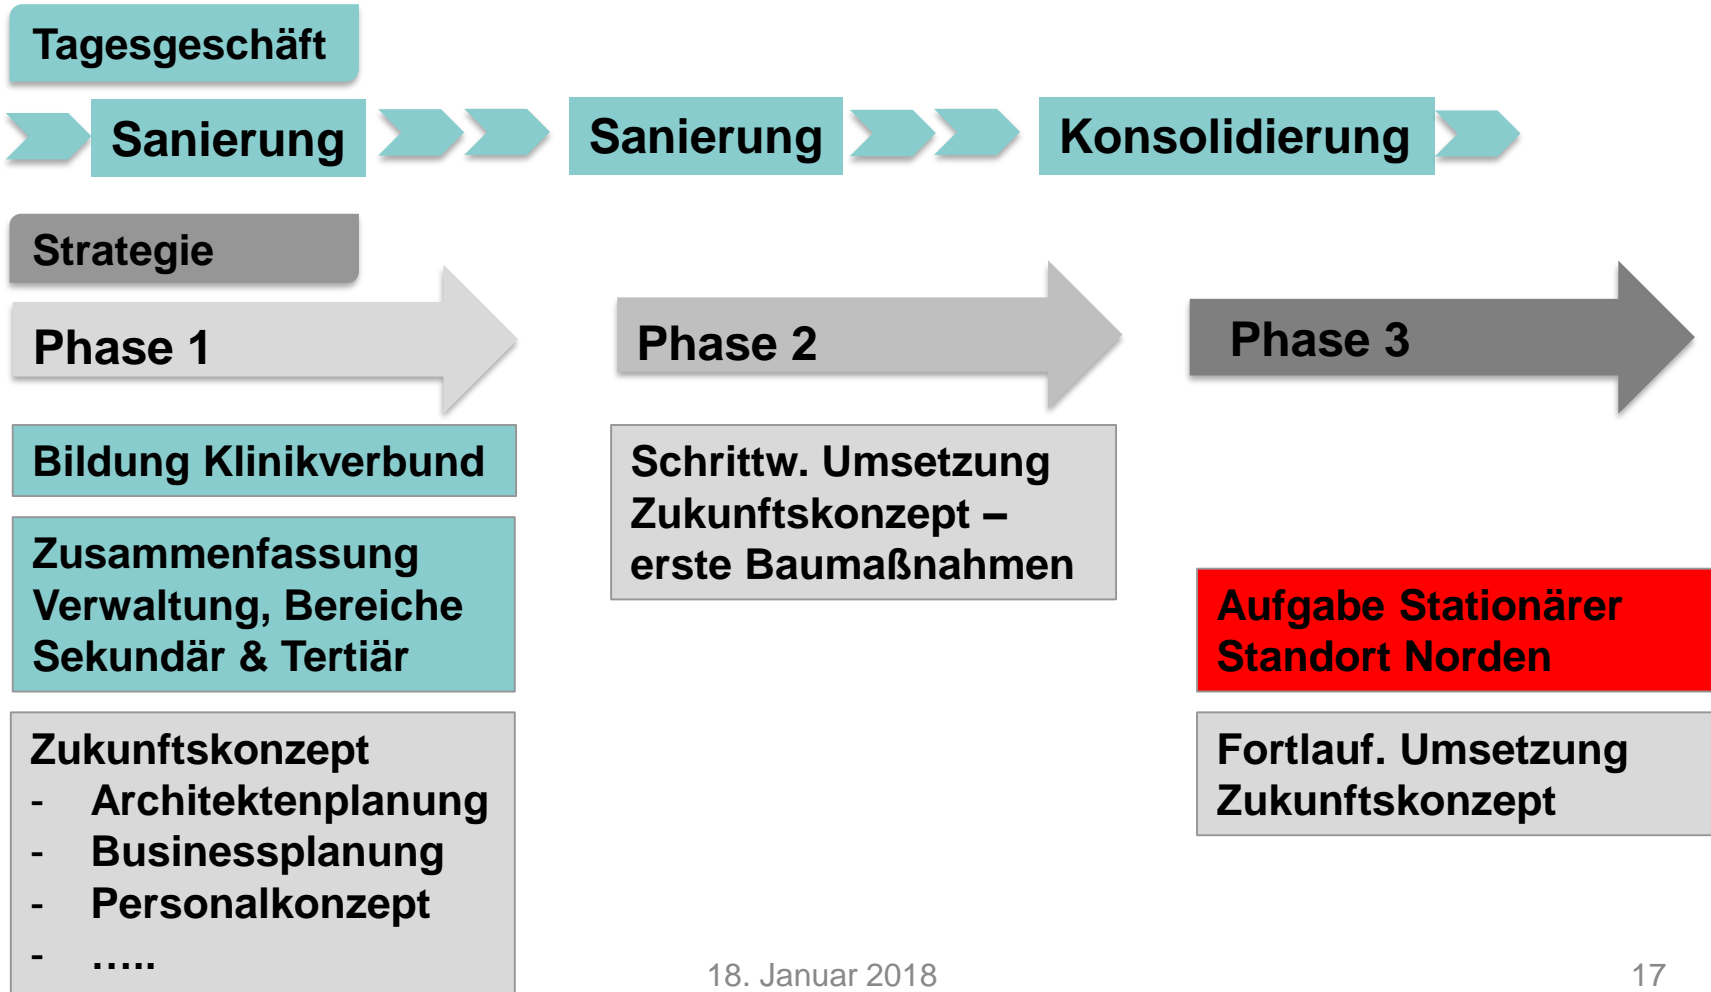 Tagesgeschäft
Sanierung
Sanierung
Konsolidierung
Strategie
Phase 1
Phase 2
Phase 3
Bildung Klinikverbund
Zusammenfassung
Verwaltung, Bereiche
Sekundär & Tertiär
Zukunftskonzept
- Architektenplanung
- Businessplanung
- Personalkonzept
- …..
Schrittw. Umsetzung
Zukunftskonzept –
erste Baumaßnahmen
Aufgabe Stationärer
Standort Norden
Fortlauf. Umsetzung
Zukunftskonzept
18. Januar 2018
17